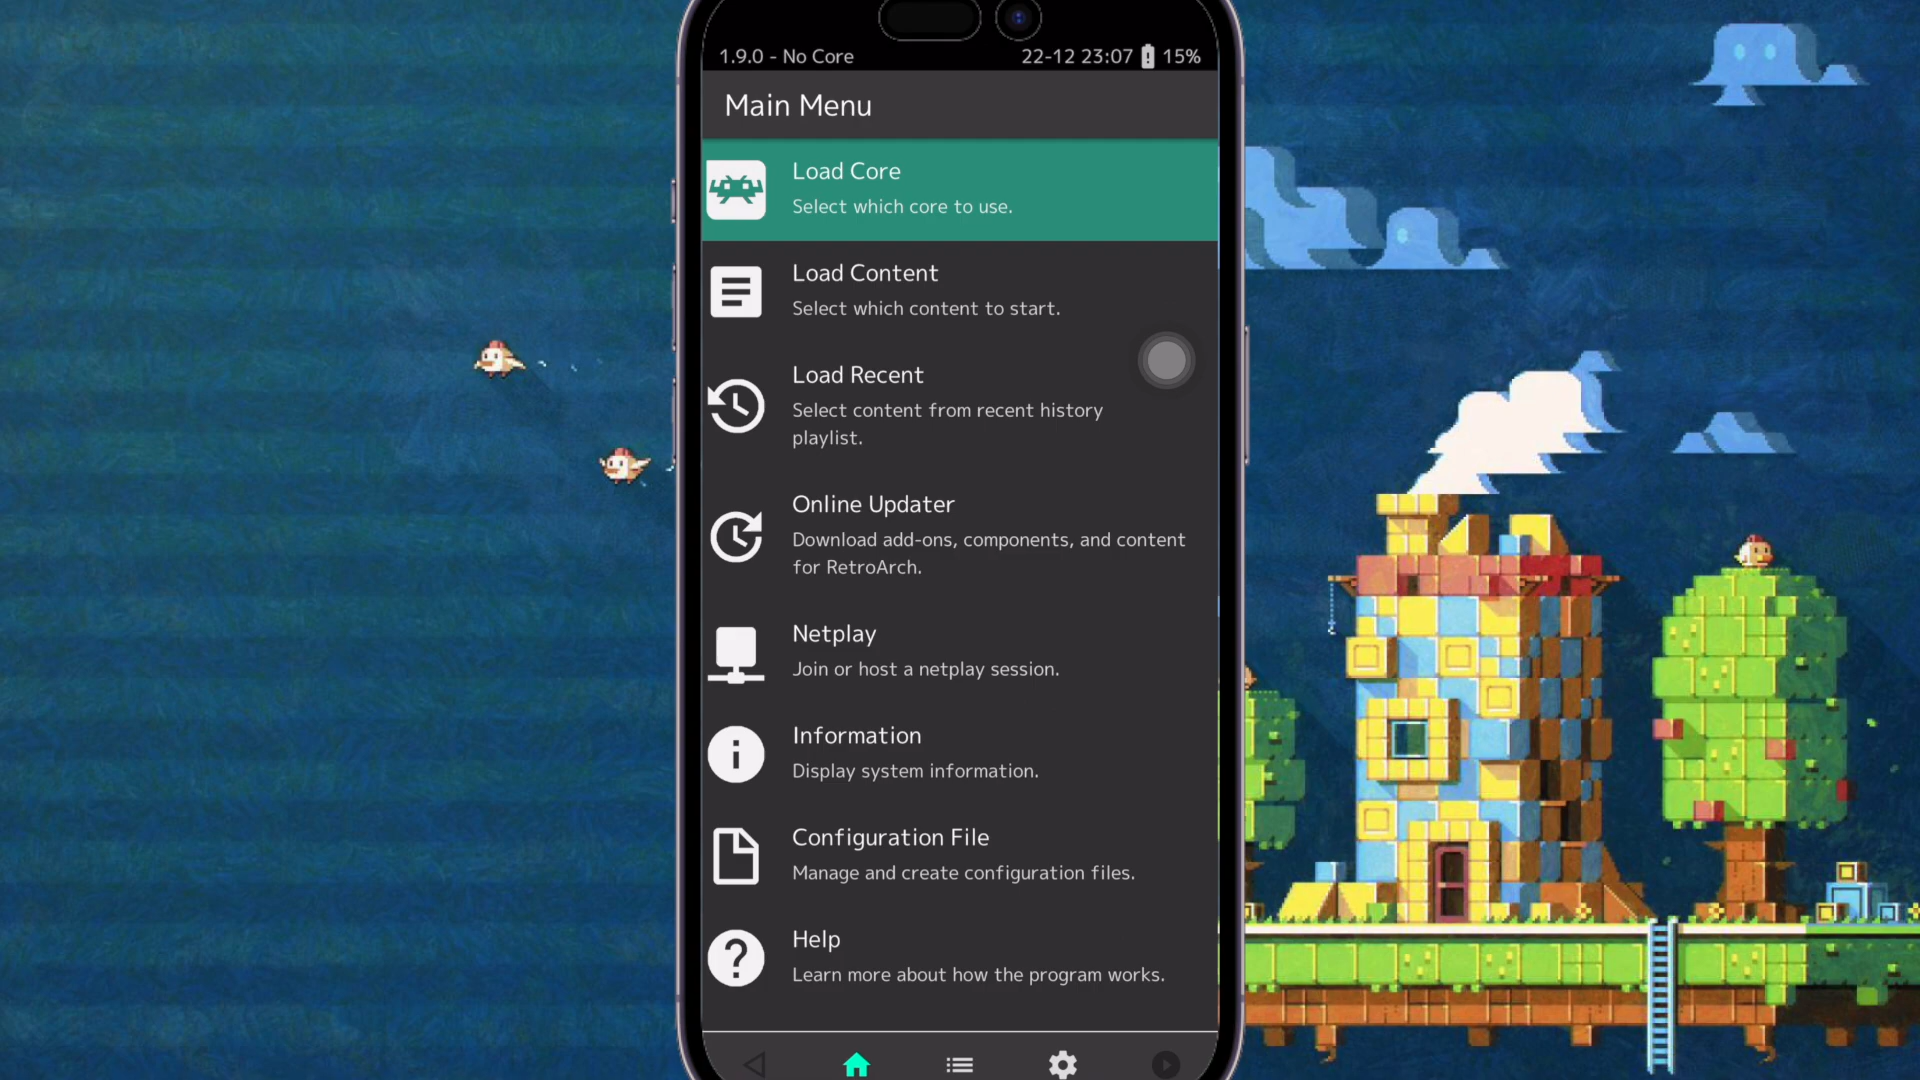 1.9.0 - No Core
22-12 23:07 15%
Main Menu
Load Core
Select which core to use.
Load Content
Select which content to start.
Load Recent
Select content from recent history
playlist.
Online Updater
Download add-ons, components, and content
for RetroArch.
Netplay
Join or host a netplay session.
Information
Display system information.
Configuration File
Manage and create configuration files.
Help
Learn more about how the program works.